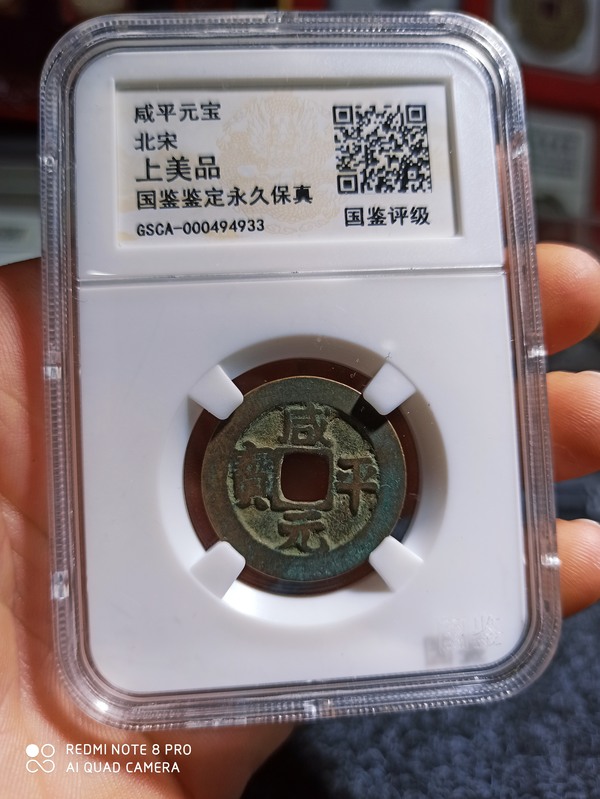 咸平元宝
北宋
上美品
国鉴鉴定永久保真
GSCA-000494933
国鉴评级
咸平元寶
REDMI NOTE 8 PRO
AI QUAD CAMERA